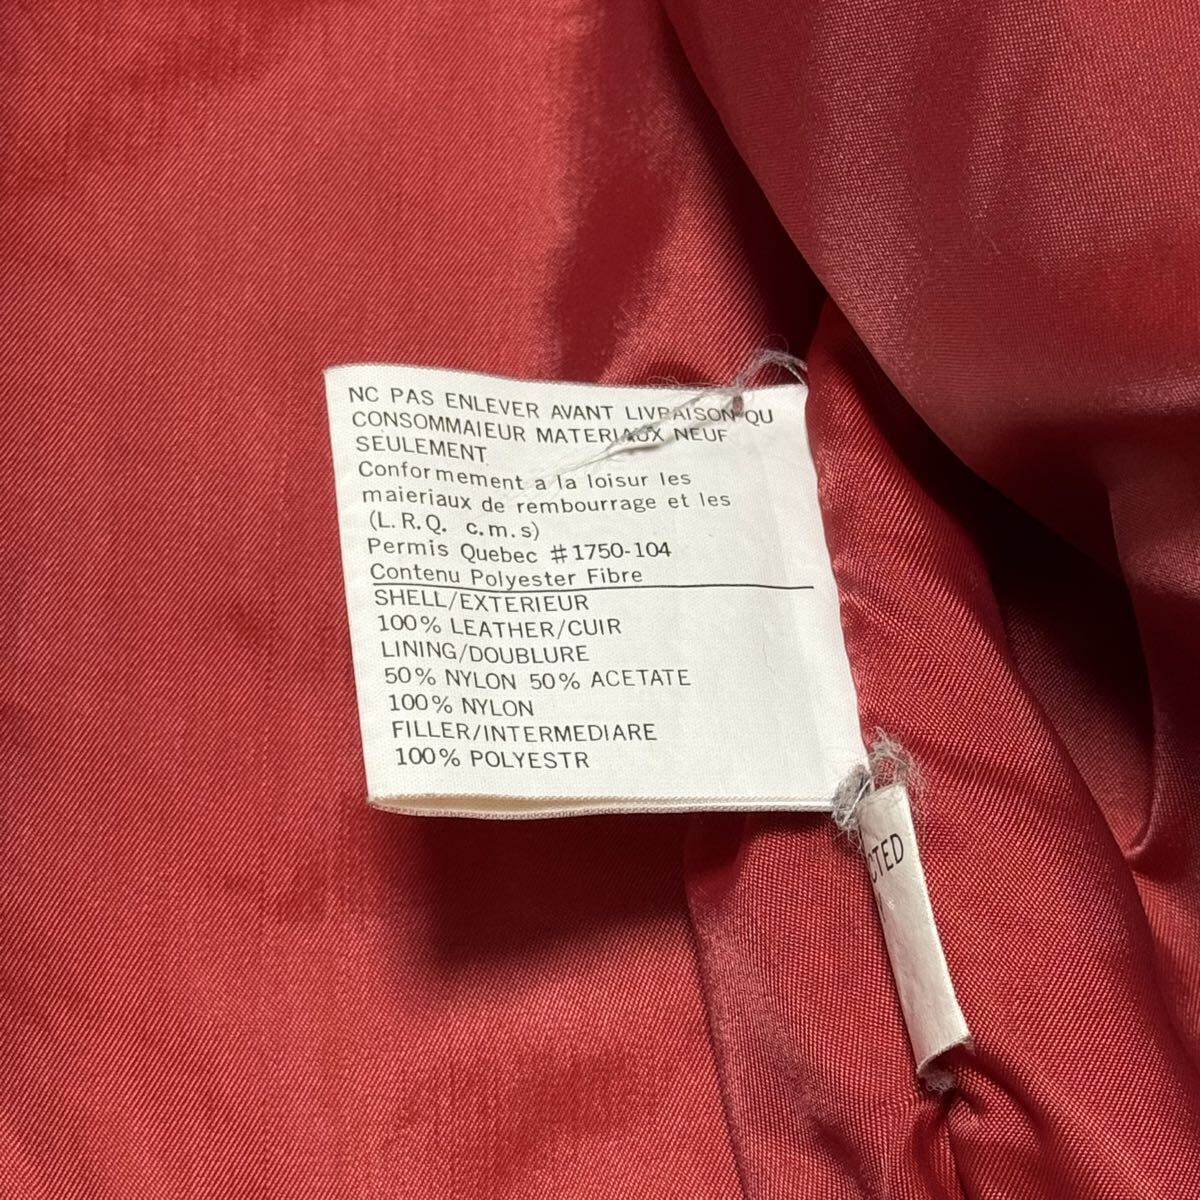 NC PAS ENLEVER AVANT LIVRAISON QU
CONSOMMAIEUR MATERIAUX NEUF
SEULEMENT
Conformement a la loisur les
maieriaux de rembourrage et les
(L.R.Q. c.m.s)
Permis Quebec #1750-104
Contenu Polyester Fibre
SHELL/EXTERIEUR
100% LEATHER/CUIR
LINING/DOUBLURE
50% NYLON 50% ACETATE
100% NYLON
FILLER/INTERMEDIARE
100% POLYESTR
CTED